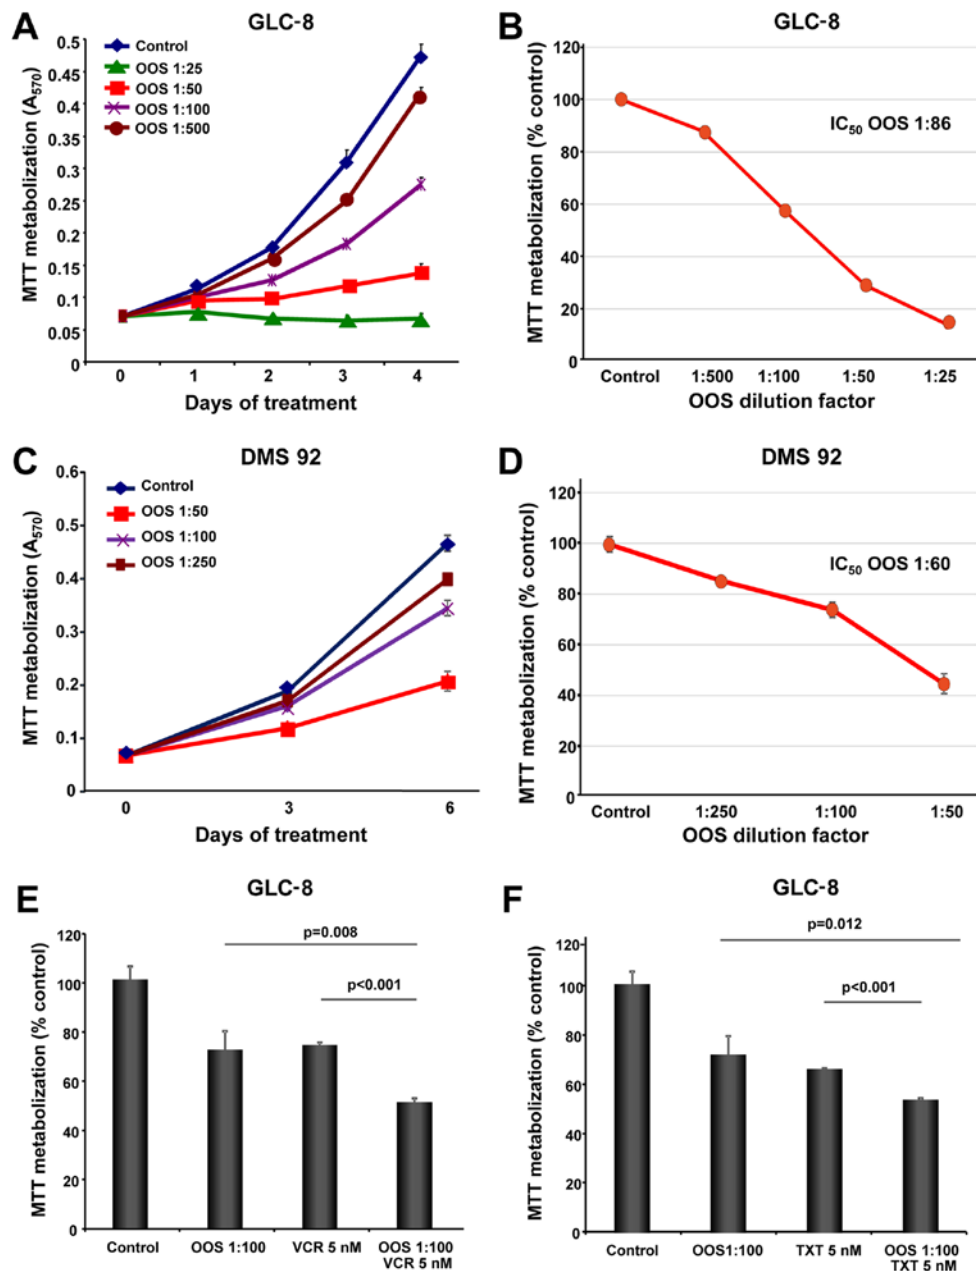 A
GLC-8
MTT metabolization (A570)
0.5
0.45
0.4
0.35
0.3
0.25
0.2
0.15
0.1
0.05
0
Control
OOS 1:25
OOS 1:50
OOS 1:100
OOS 1:500
0 1 2 3 4
Days of treatment
B
GLC-8
MTT metabolization (% control)
120
100
80
60
40
20
0
IC50 OOS 1:86
Control 1:500 1:100 1:50 1:25
OOS dilution factor
C
DMS 92
MTT metabolization (A570)
0.6
0.5
0.4
0.3
0.2
0.1
0
Control
OOS 1:50
OOS 1:100
OOS 1:250
0 3 6
Days of treatment
D
DMS 92
MTT metabolization (% control)
120
100
80
60
40
20
0
IC50 OOS 1:60
Control 1:250 1:100 1:50
OOS dilution factor
E
GLC-8
MTT metabolization (% control)
120
100
80
60
40
20
0
p=0.008
p<0.001
Control OOS 1:100 VCR 5 nM OOS 1:100
VCR 5 nM
F
GLC-8
MTT metabolization (% control)
120
100
80
60
40
20
0
p=0.012
p<0.001
Control OOS1:100 TXT 5 nM OOS 1:100
TXT 5 nM